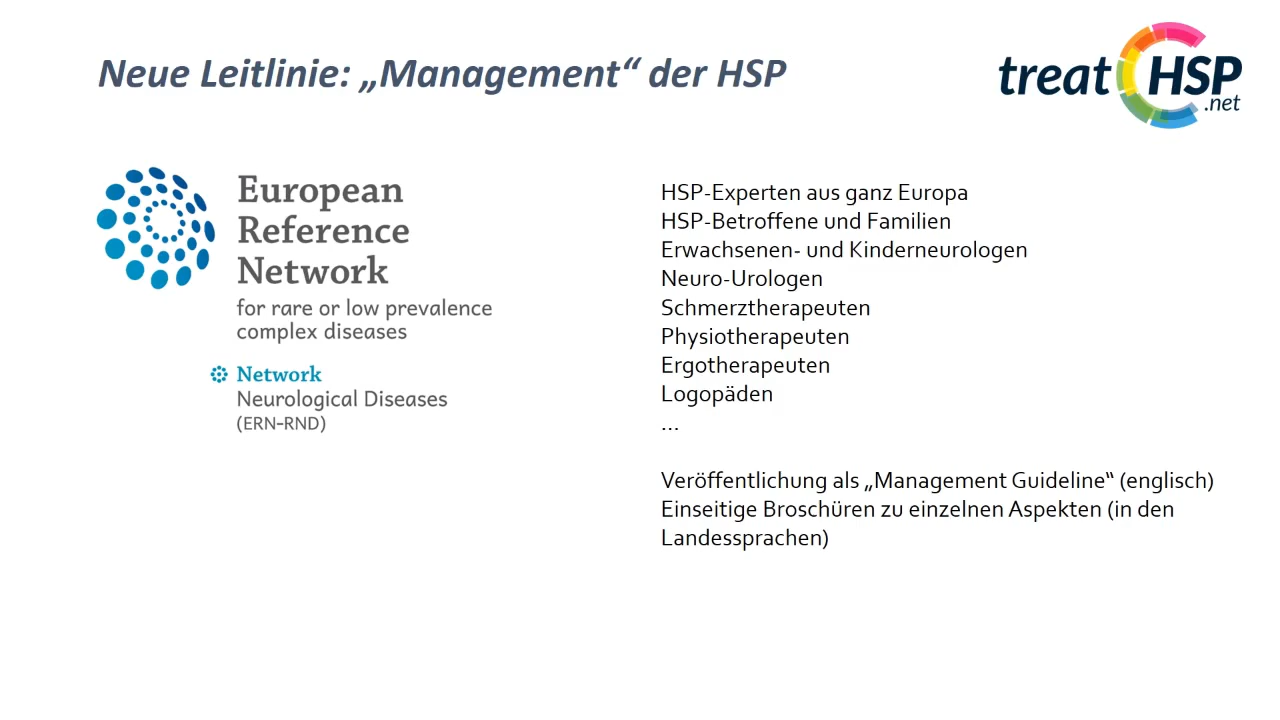 Neue Leitlinie: „Management“ der HSP
treat HSP
.net
European
Reference
Network
for rare or low prevalence
complex diseases
Network
Neurological Diseases
(ERN-RND)
HSP-Experten aus ganz Europa
HSP-Betroffene und Familien
Erwachsenen- und Kinderneurologen
Neuro-Urologen
Schmerztherapeuten
Physiotherapeuten
Ergotherapeuten
Logopäden
...
Veröffentlichung als „Management Guideline“ (englisch)
Einseitige Broschüren zu einzelnen Aspekten (in den
Landessprachen)